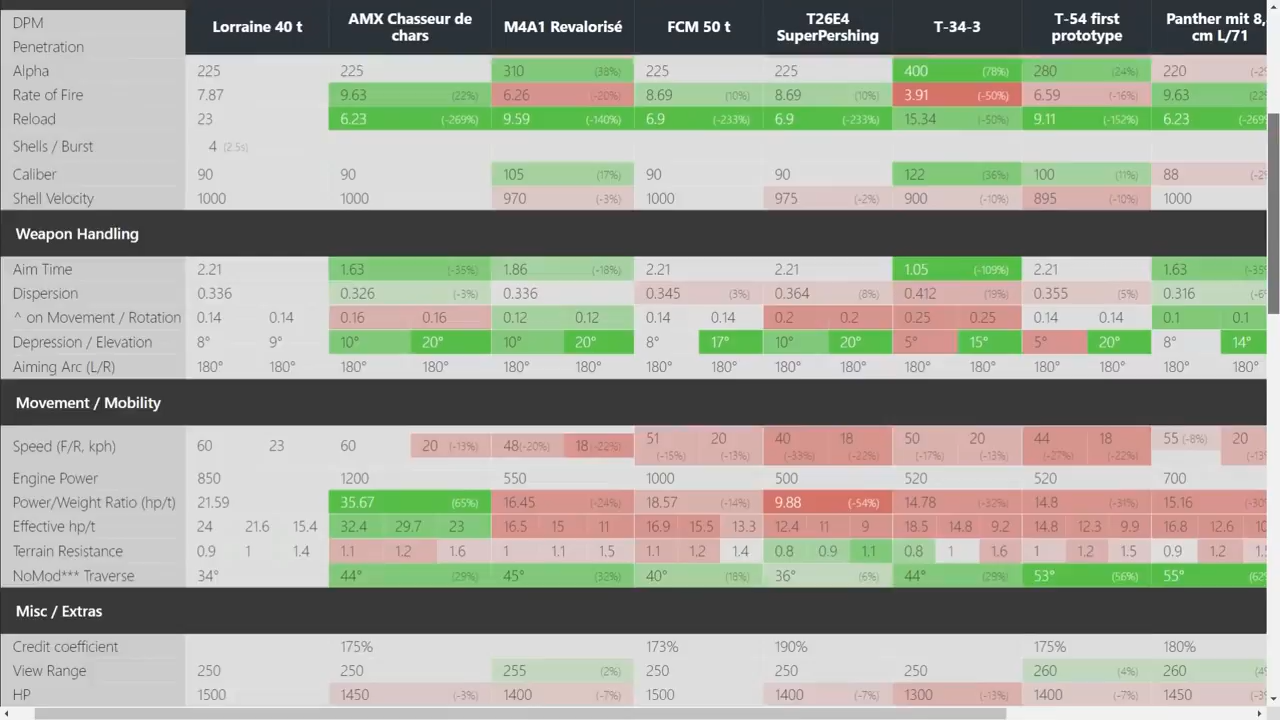 DPM Lorraine 40 t AMX Chasseur de chars M4A1 Revalorisé FCM 50 t T26E4 SuperPershing T-34-3 T-54 first prototype Panther mit 8, cm L/71
Penetration
Alpha 225 225 310 (38%) 225 225 400 (78%) 280 (24%) 220 (-2%
Rate of Fire 7.87 9.63 (22%) 6.26 (-20%) 8.69 (10%) 8.69 (10%) 3.91 (-50%) 6.59 (-16%) 9.63 (22%
Reload 23 6.23 (-269%) 9.59 (-140%) 6.9 (-233%) 6.9 (-233%) 15.34 (-50%) 9.11 (-152%) 6.23 (-269%
Shells / Burst 4 (2.5s)
Caliber 90 90 105 (17%) 90 90 122 (36%) 100 (11%) 88 (-2%
Shell Velocity 1000 1000 970 (-3%) 1000 975 (-2%) 900 (-10%) 895 (-10%) 1000
Weapon Handling
Aim Time 2.21 1.63 (-35%) 1.86 (-18%) 2.21 2.21 1.05 (-109%) 2.21 1.63 (-35%
Dispersion 0.336 0.326 (-3%) 0.336 0.345 (3%) 0.364 (8%) 0.412 (19%) 0.355 (5%) 0.316 (-6%
^ on Movement / Rotation 0.14 0.14 0.16 0.16 0.12 0.12 0.14 0.14 0.2 0.2 0.25 0.25 0.14 0.14 0.1 0.1
Depression / Elevation 8° 9° 10° 20° 10° 20° 8° 17° 10° 20° 5° 15° 5° 20° 8° 14°
Aiming Arc (L/R) 180° 180° 180° 180° 180° 180° 180° 180° 180° 180° 180° 180° 180° 180° 180° 180°
Movement / Mobility
Speed (F/R, kph) 60 23 60 20 (-13%) 48(-20%) 18(-22%) 51 (-15%) 20 (-13%) 40 (-33%) 18 (-22%) 50 (-17%) 20 (-13%) 44 (-27%) 18 (-22%) 55 (-8%) 20 (-13%
Engine Power 850 1200 550 1000 500 520 520 700
Power/Weight Ratio (hp/t) 21.59 35.67 (65%) 16.45 (-24%) 18.57 (-14%) 9.88 (-54%) 14.78 (-32%) 14.8 (-31%) 15.16 (-30
Effective hp/t 24 21.6 15.4 32.4 29.7 23 16.5 15 11 16.9 15.5 13.3 12.4 11 9 18.5 14.8 9.2 14.8 12.3 9.9 16.8 12.6 10
Terrain Resistance 0.9 1 1.4 1.1 1.2 1.6 1 1.1 1.5 1.1 1.2 1.4 0.8 0.9 1.1 0.8 1 1.6 1 1.2 1.5 0.9 1.2 1.5
NoMod*** Traverse 34° 44° (29%) 45° (32%) 40° (18%) 36° (6%) 44° (29%) 53° (56%) 55° (62%
Misc / Extras
Credit coefficient 175% 173% 190% 175% 180%
View Range 250 250 255 (2%) 250 250 250 260 (4%) 260 (4%
HP 1500 1450 (-3%) 1400 (-7%) 1500 1400 (-7%) 1300 (-13%) 1400 (-7%) 1450 (-3%